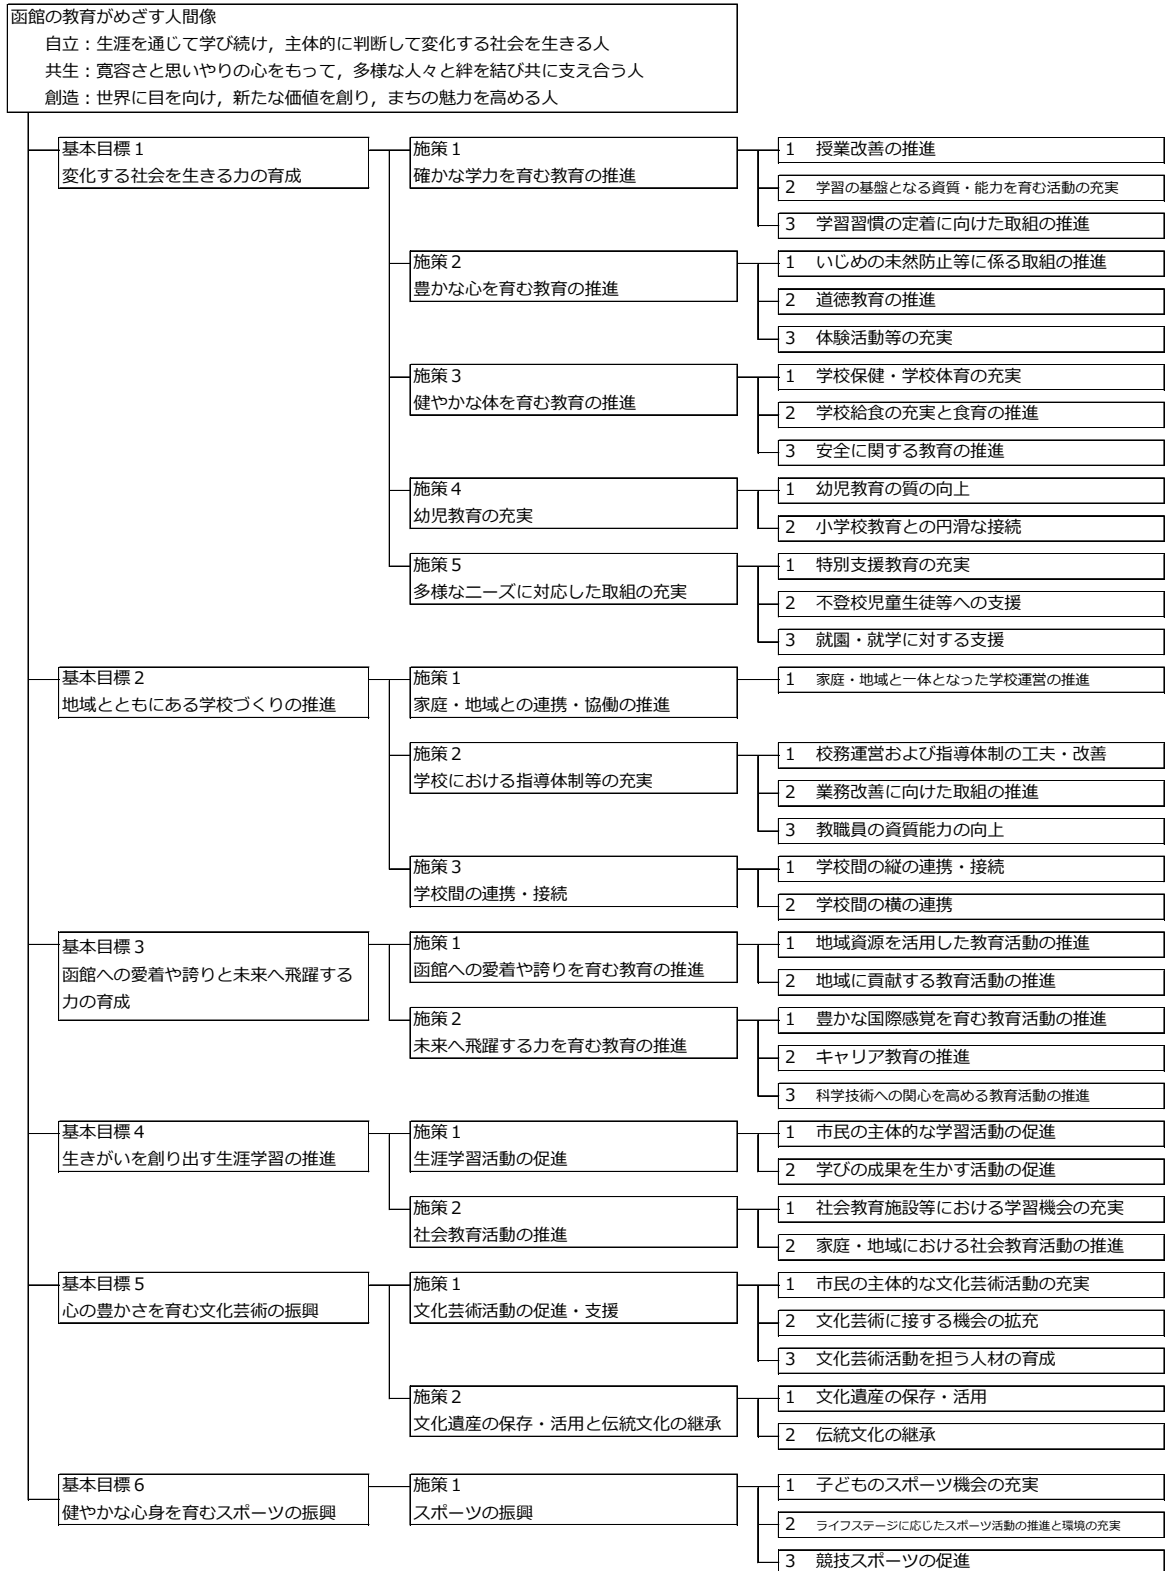 函館の教育がめざす人間像
自立：生涯を通じて学び続け，主体的に判断して変化する社会を生きる人
共生：寛容さと思いやりの心をもって，多様な人々と絆を結び共に支え合う人
創造：世界に目を向け，新たな価値を創り，まちの魅力を高める人
基本目標１
変化する社会を生きる力の育成
施策１
確かな学力を育む教育の推進
1 授業改善の推進
2 学習の基盤となる資質・能力を育む活動の充実
3 学習習慣の定着に向けた取組の推進
施策２
豊かな心を育む教育の推進
1 いじめの未然防止等に係る取組の推進
2 道徳教育の推進
3 体験活動等の充実
施策３
健やかな体を育む教育の推進
1 学校保健・学校体育の充実
2 学校給食の充実と食育の推進
3 安全に関する教育の推進
施策４
幼児教育の充実
1 幼児教育の質の向上
2 小学校教育との円滑な接続
施策５
多様なニーズに対応した取組の充実
1 特別支援教育の充実
2 不登校児童生徒等への支援
3 就園・就学に対する支援
基本目標２
地域とともにある学校づくりの推進
施策１
家庭・地域との連携・協働の推進
1 家庭・地域と一体となった学校運営の推進
施策２
学校における指導体制等の充実
1 校務運営および指導体制の工夫・改善
2 業務改善に向けた取組の推進
3 教職員の資質能力の向上
施策３
学校間の連携・接続
1 学校間の縦の連携・接続
2 学校間の横の連携
基本目標３
函館への愛着や誇りと未来へ飛躍する
力の育成
施策１
函館への愛着や誇りを育む教育の推進
1 地域資源を活用した教育活動の推進
2 地域に貢献する教育活動の推進
施策２
未来へ飛躍する力を育む教育の推進
1 豊かな国際感覚を育む教育活動の推進
2 キャリア教育の推進
3 科学技術への関心を高める教育活動の推進
基本目標４
生きがいを創り出す生涯学習の推進
施策１
生涯学習活動の促進
1 市民の主体的な学習活動の促進
2 学びの成果を生かす活動の促進
施策２
社会教育活動の推進
1 社会教育施設等における学習機会の充実
2 家庭・地域における社会教育活動の推進
基本目標５
心の豊かさを育む文化芸術の振興
施策１
文化芸術活動の促進・支援
1 市民の主体的な文化芸術活動の充実
2 文化芸術に接する機会の拡充
3 文化芸術活動を担う人材の育成
施策２
文化遺産の保存・活用と伝統文化の継承
1 文化遺産の保存・活用
2 伝統文化の継承
基本目標６
健やかな心身を育むスポーツの振興
施策１
スポーツの振興
1 子どものスポーツ機会の充実
2 ライフステージに応じたスポーツ活動の推進と環境の充実
3 競技スポーツの促進